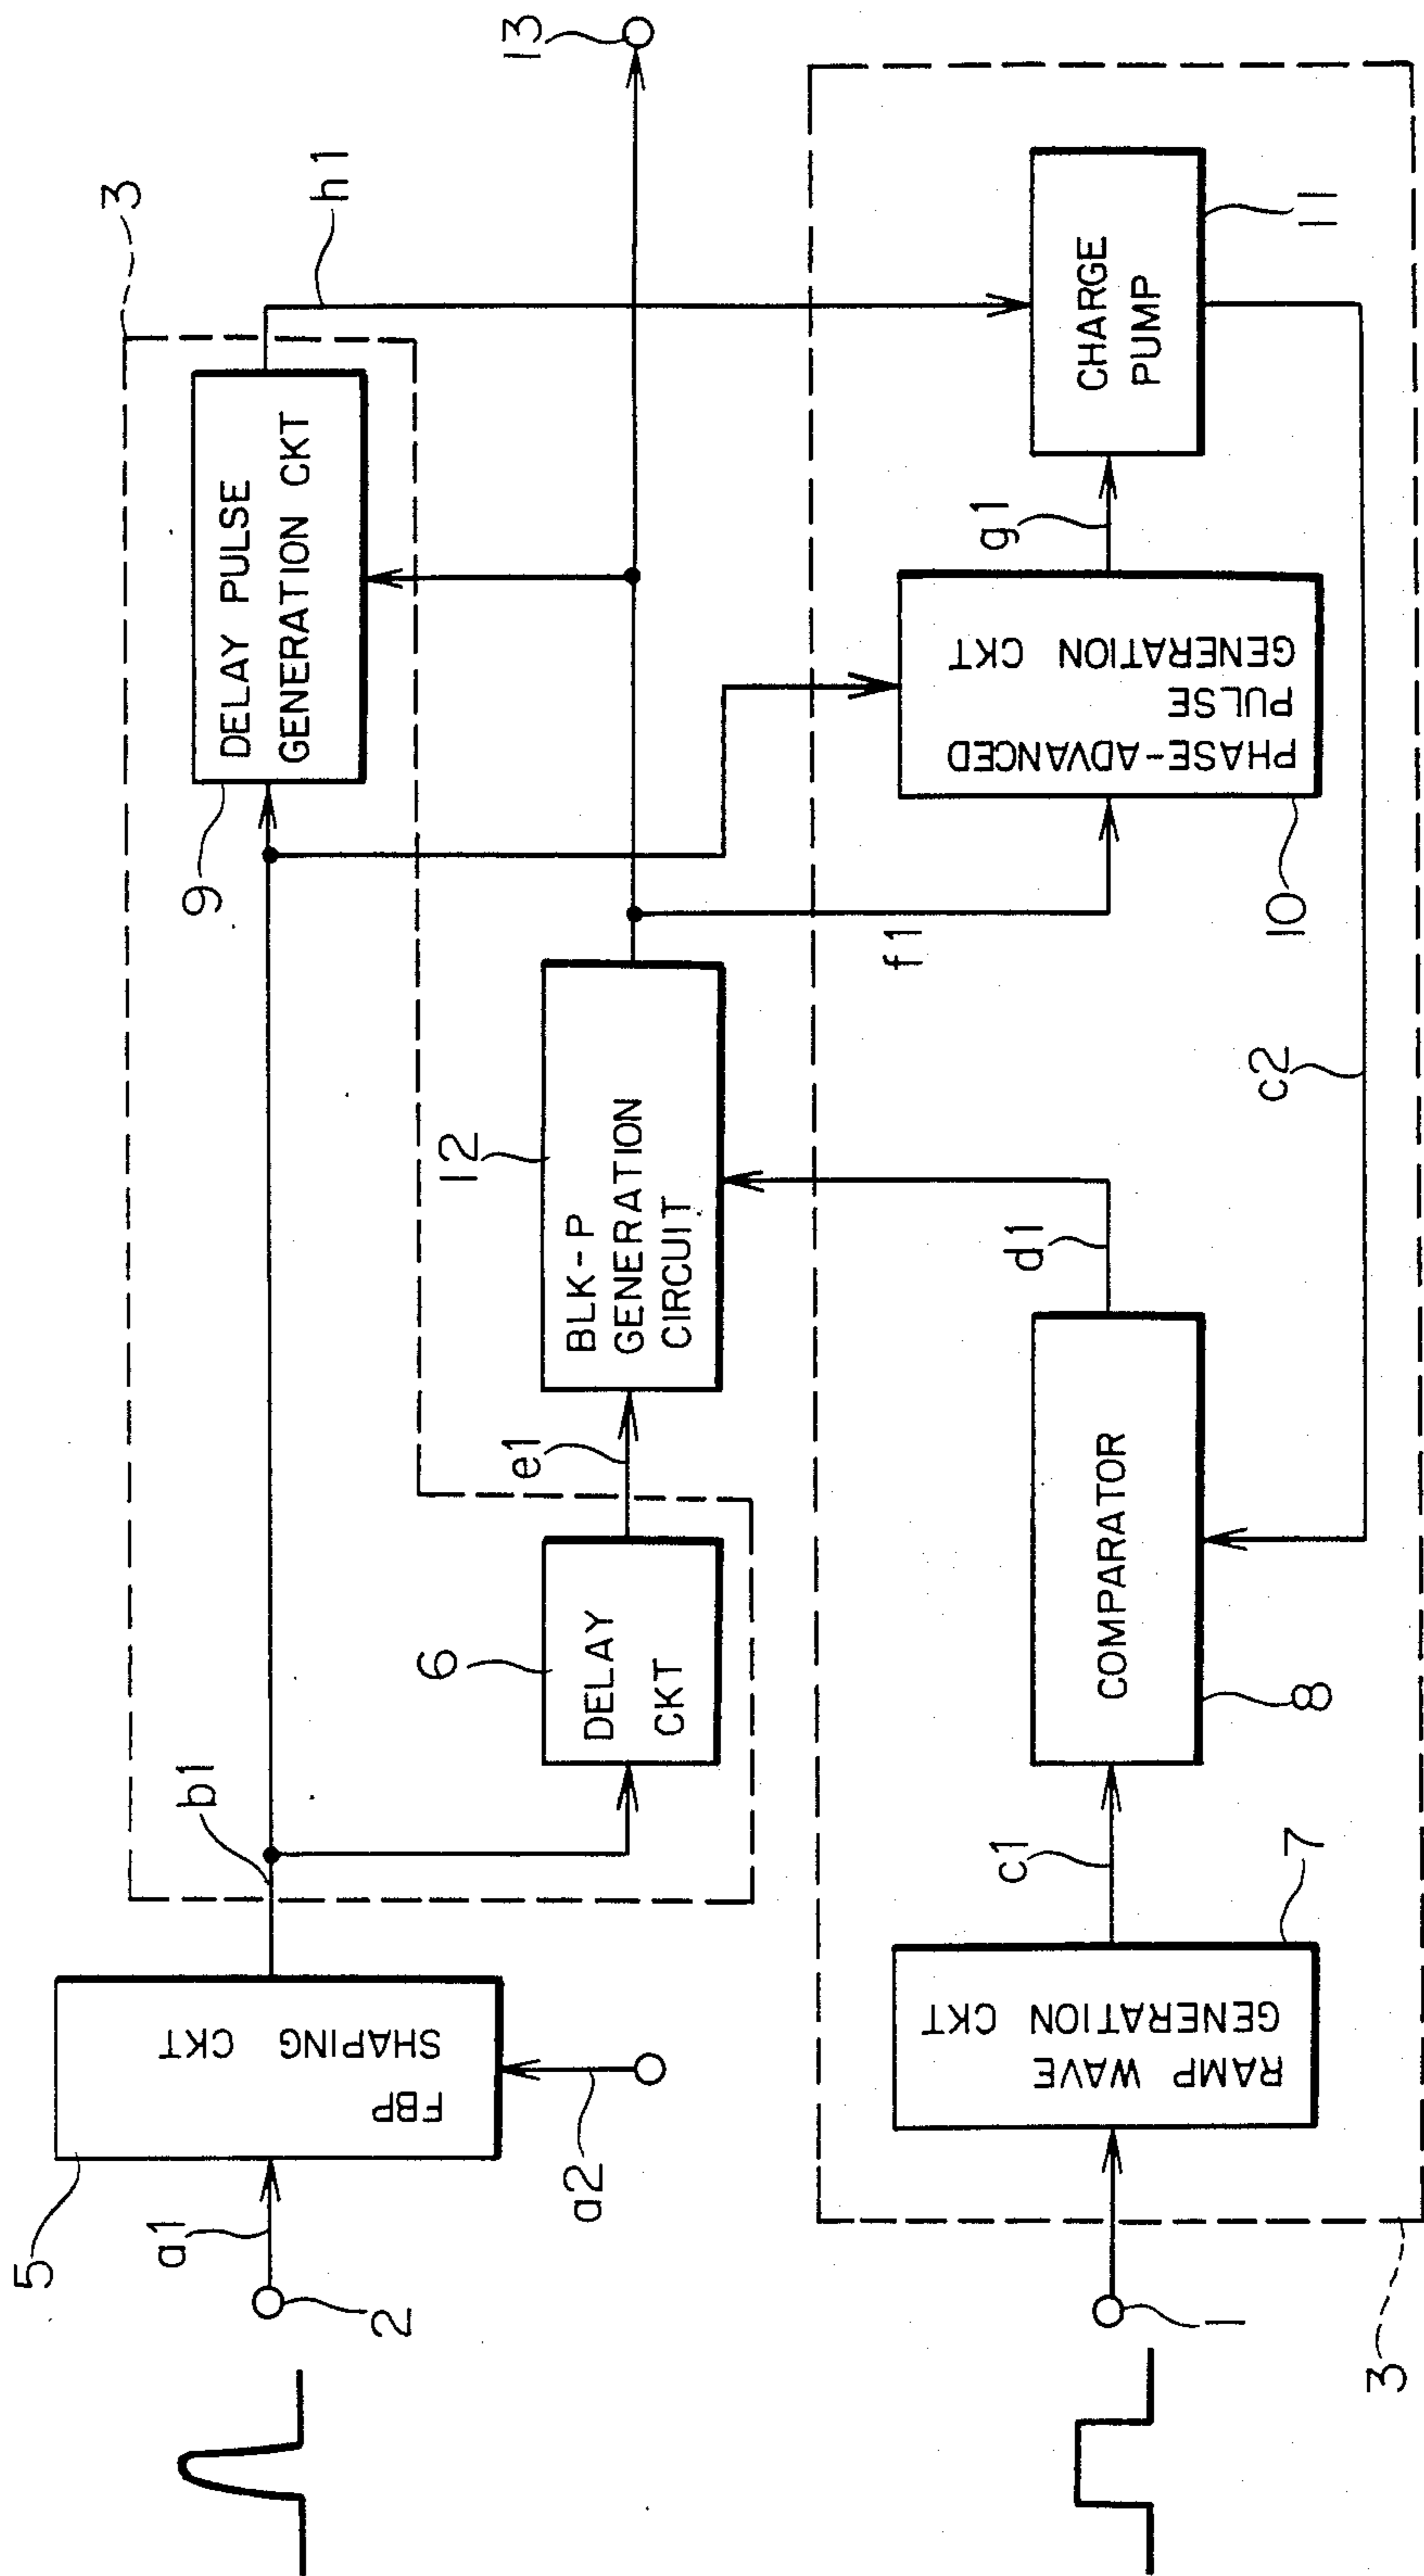 3
h1
13
DELAY PULSE
GENERATION CKT
9
b1
5
FBP
SHAPING
CKT
a1
2
a2
6
DELAY
CKT
e1
12
BLK-P
GENERATION
CIRCUIT
f1
PHASE-ADVANCED
PULSE
GENERATION CKT
10
g1
CHARGE
PUMP
11
1
RAMP WAVE
GENERATION CKT
7
c1
COMPARATOR
8
d1
c2
3